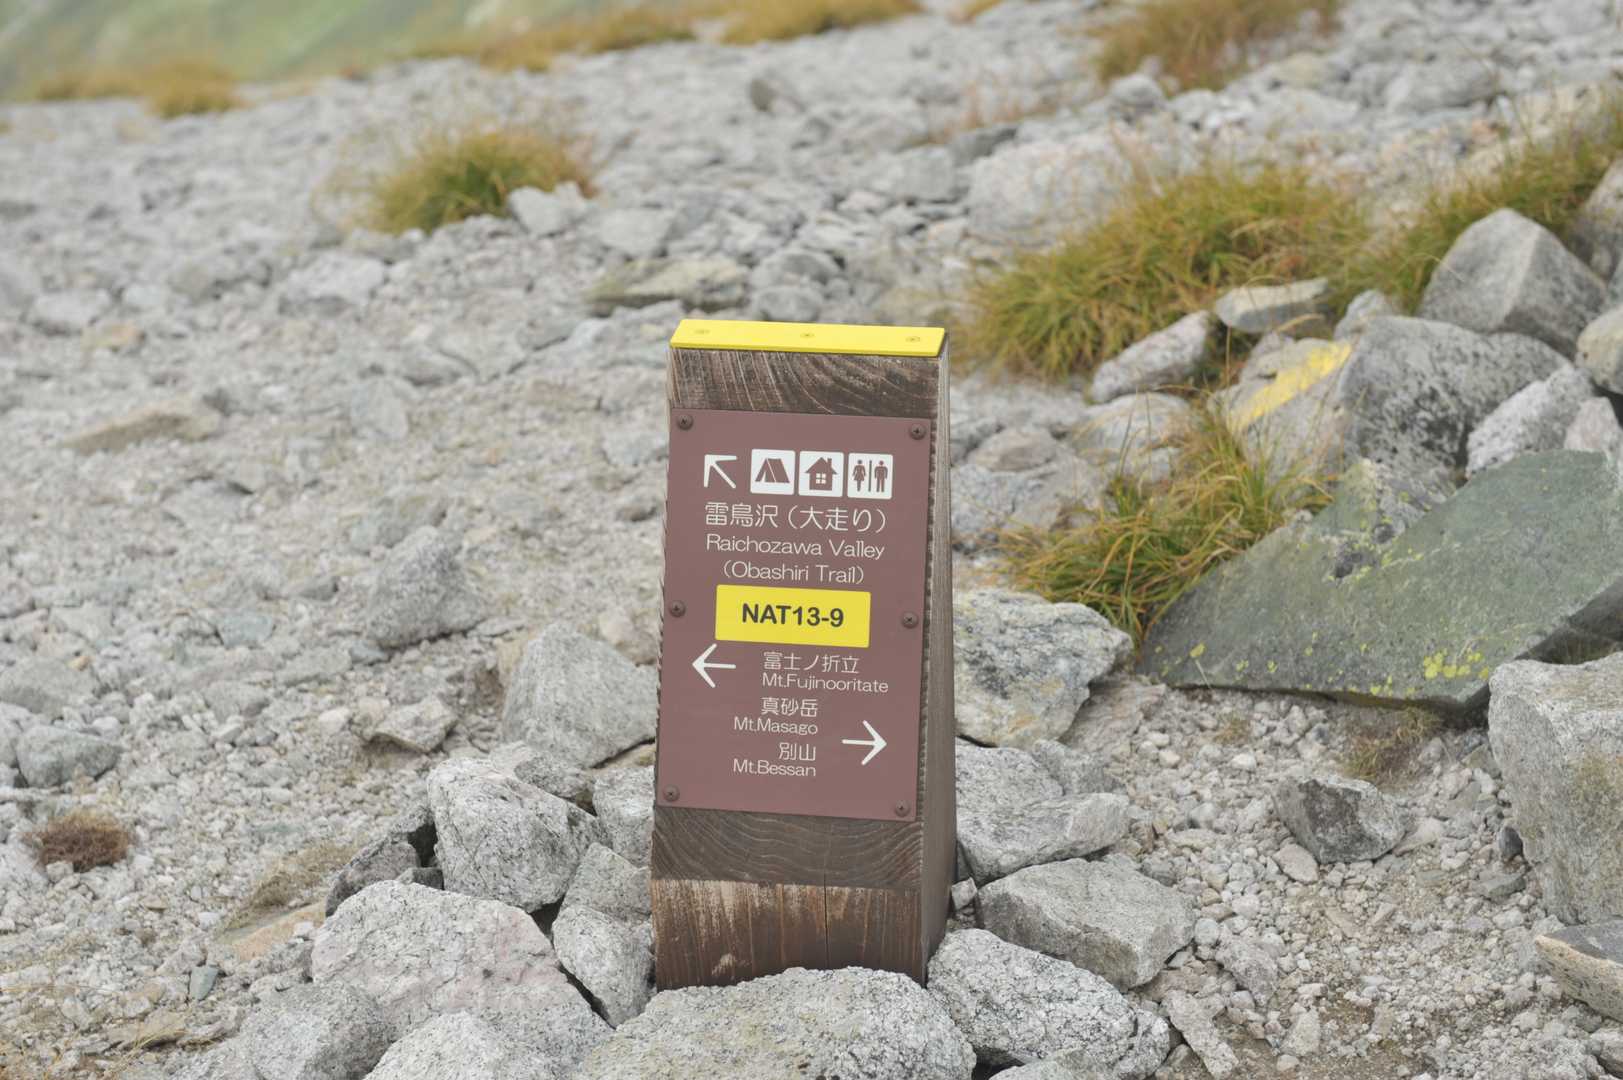 雷鳥沢（大走り）
Raichozawa Valley
（Obashiri Trail）
NAT13-9
富士ノ折立
Mt.Fujinooritate
真砂岳
Mt.Masago
別山
Mt.Bessan